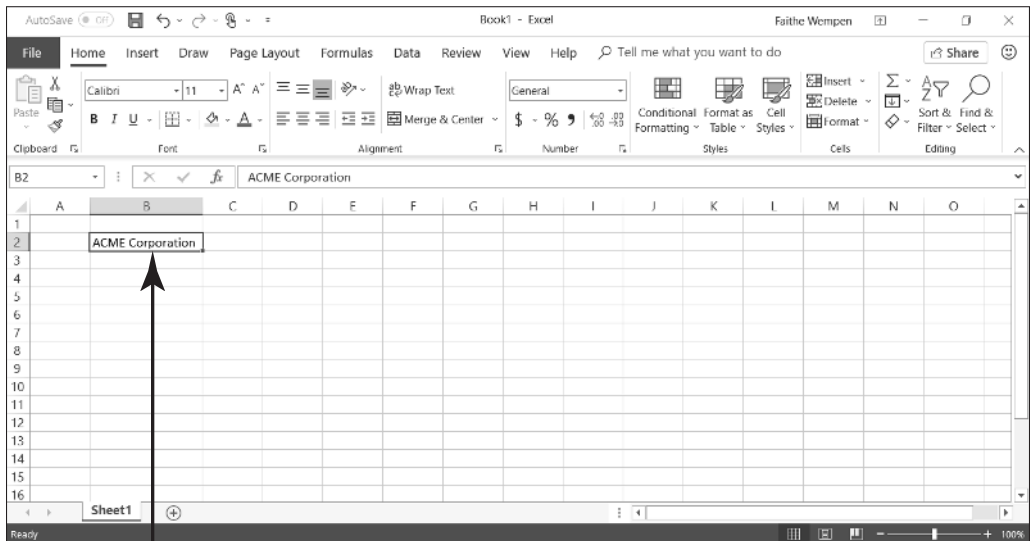 AutoSave Off Book1 - Excel Faithe Wempen
File Home Insert Draw Page Layout Formulas Data Review View Help Tell me what you want to do Share
Paste Calibri 11 A^ A˅ Wrap Text General Conditional Formatting Format as Table Cell Styles Insert Delete Format Sort & Filter Find & Select
B I U A Merge & Center $ % , .00
Clipboard Font Alignment Number Styles Cells Editing
B2 fx ACME Corporation
A B C D E F G H I J K L M N O
1
2 ACME Corporation
3
4
5
6
7
8
9
10
11
12
13
14
15
16
Sheet1
Ready 100%